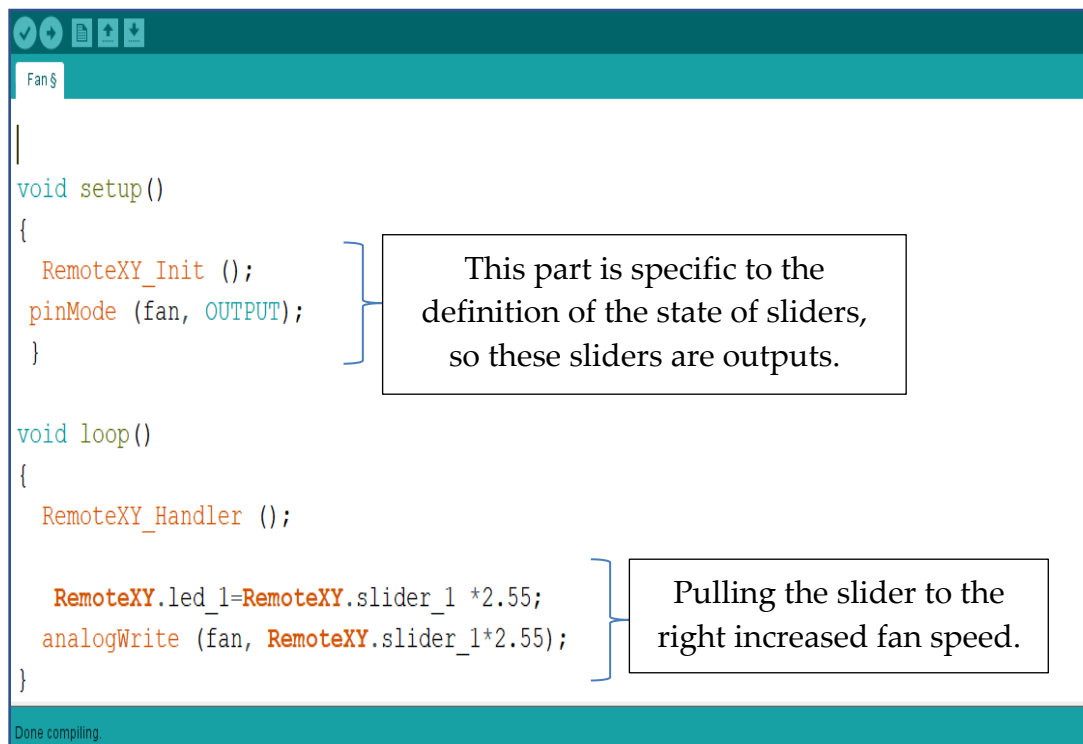 Fan §
void setup()
{
RemoteXY_Init ();
pinMode (fan, OUTPUT);
}
This part is specific to the
definition of the state of sliders,
so these sliders are outputs.
void loop()
{
RemoteXY_Handler ();
RemoteXY.led_1=RemoteXY.slider_1 *2.55;
analogWrite (fan, RemoteXY.slider_1*2.55);
}
Pulling the slider to the
right increased fan speed.
Done compiling.